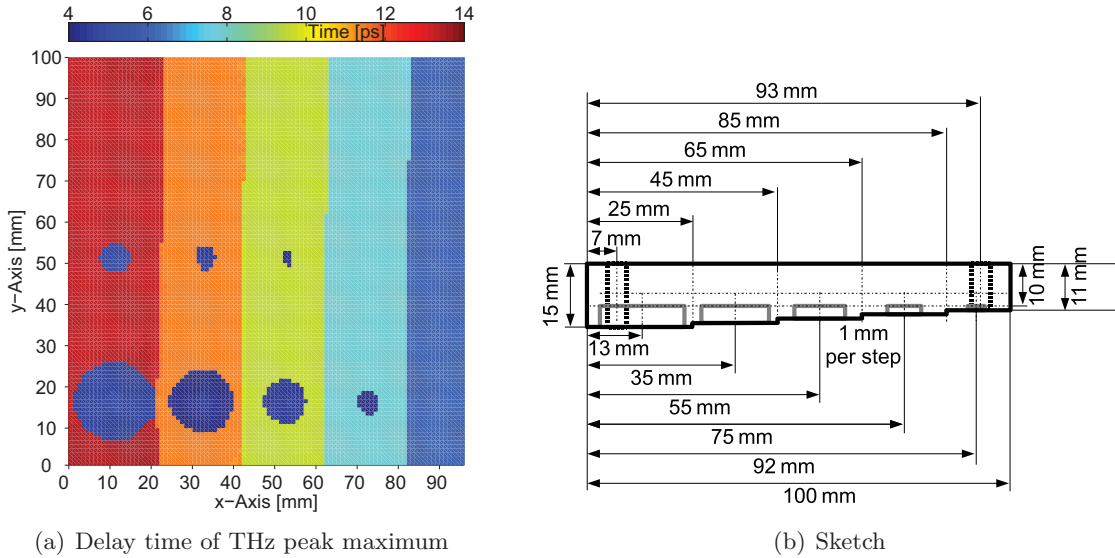 4 6 8 10 12 14
Time [ps]
100
90
80
70
60
50
40
30
20
10
0
y−Axis [mm]
0 10 20 30 40 50 60 70 80 90
x−Axis [mm]
(a) Delay time of THz peak maximum
93 mm
85 mm
65 mm
45 mm
25 mm
7 mm
15 mm
10 mm
11 mm
13 mm
1 mm
per step
35 mm
55 mm
75 mm
92 mm
100 mm
(b) Sketch